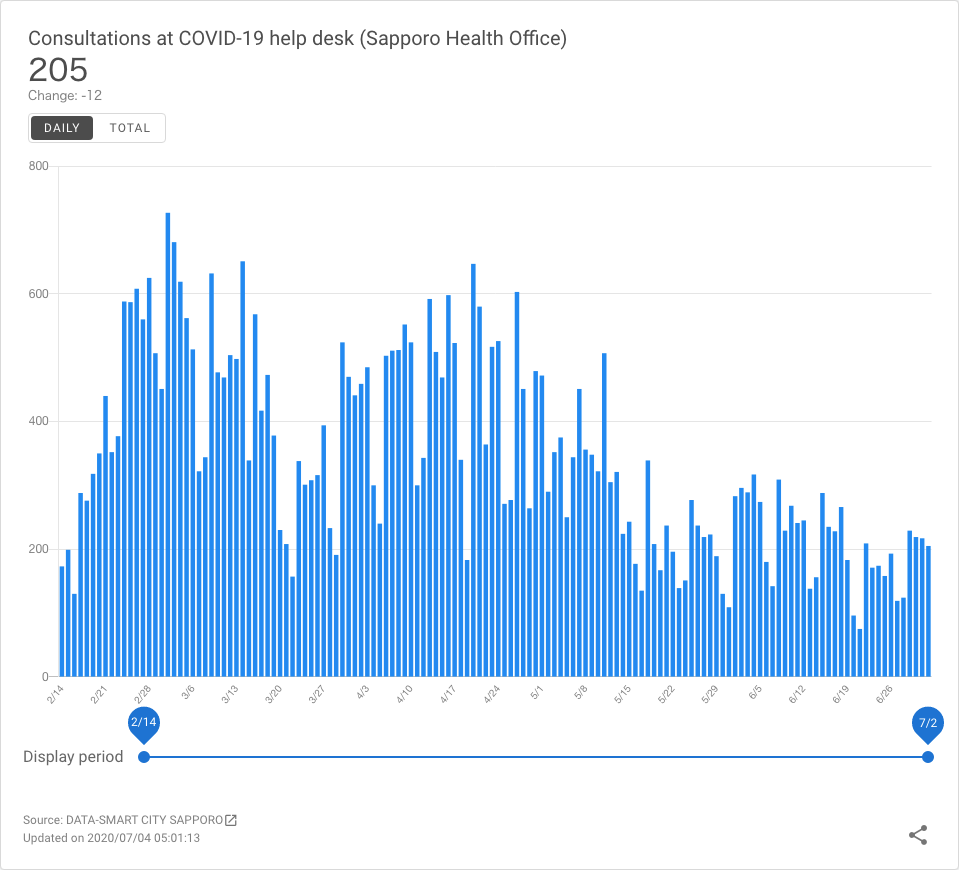 Consultations at COVID-19 help desk (Sapporo Health Office)
205
Change: -12
DAILY TOTAL
800
600
400
200
0
2/14 2/21 2/28 3/6 3/13 3/20 3/27 4/3 4/10 4/17 4/24 5/1 5/8 5/15 5/22 5/29 6/5 6/12 6/19 6/26
2/14 7/2
Display period
Source: DATA-SMART CITY SAPPORO
Updated on 2020/07/04 05:01:13